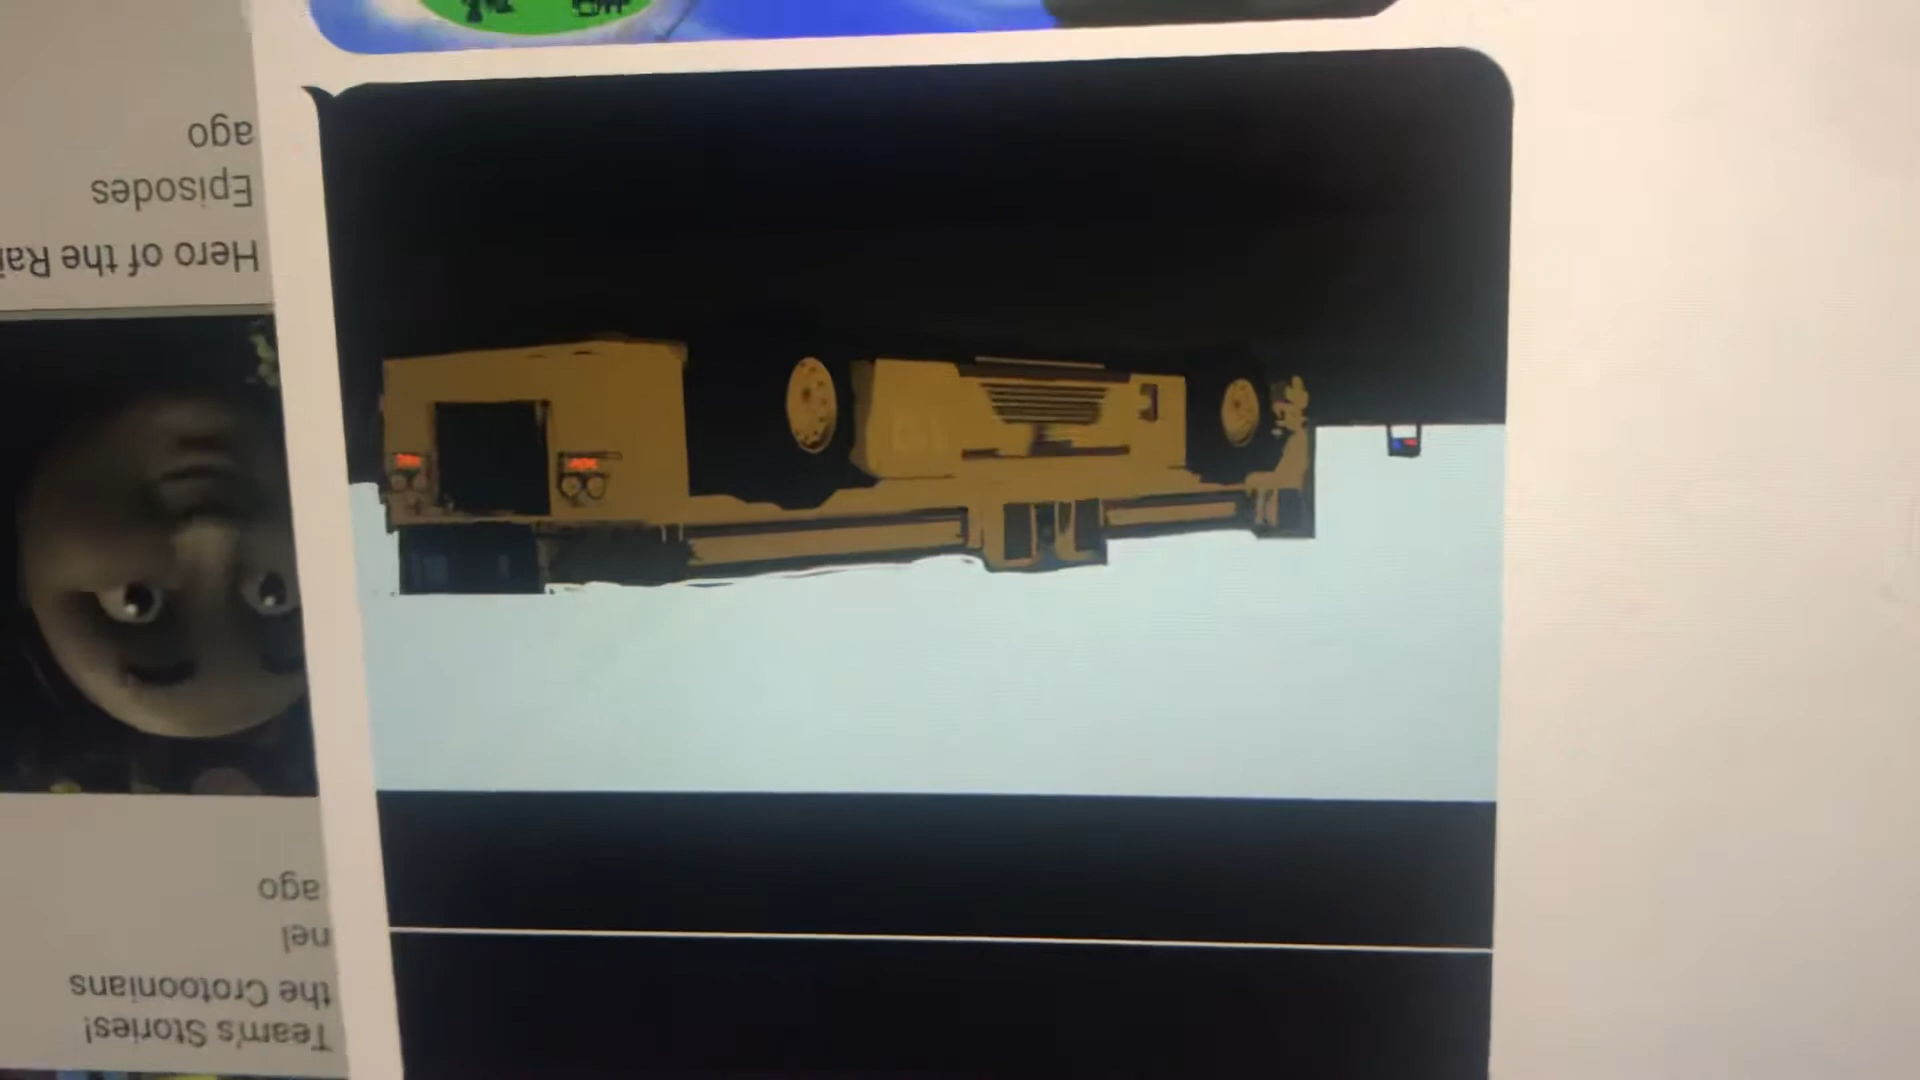 Team's Stories!
the Crotoonians
nel
ago
Hero of the Rai
Episodes
ago